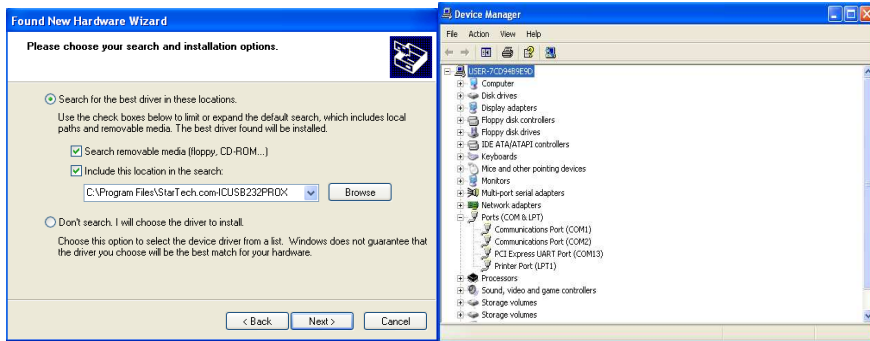 Found New Hardware Wizard
Please choose your search and installation options.
Search for the best driver in these locations.
Use the check boxes below to limit or expand the default search, which includes local
paths and removable media. The best driver found will be installed.
Search removable media (floppy, CD-ROM...)
Include this location in the search:
C:\Program Files\StarTech.com-ICUSB232PROX
Browse
Don't search. I will choose the driver to install.
Choose this option to select the device driver from a list. Windows does not guarantee that
the driver you choose will be the best match for your hardware.
< Back
Next >
Cancel
Device Manager
File Action View Help
USER-7CD94B9E9D
Computer
Disk drives
Display adapters
Floppy disk controllers
Floppy disk drives
IDE ATA/ATAPI controllers
Keyboards
Mice and other pointing devices
Monitors
Multi-port serial adapters
Network adapters
Ports (COM & LPT)
Communications Port (COM1)
Communications Port (COM2)
PCI Express UART Port (COM13)
Printer Port (LPT1)
Processors
Sound, video and game controllers
Storage volumes
Storage volumes